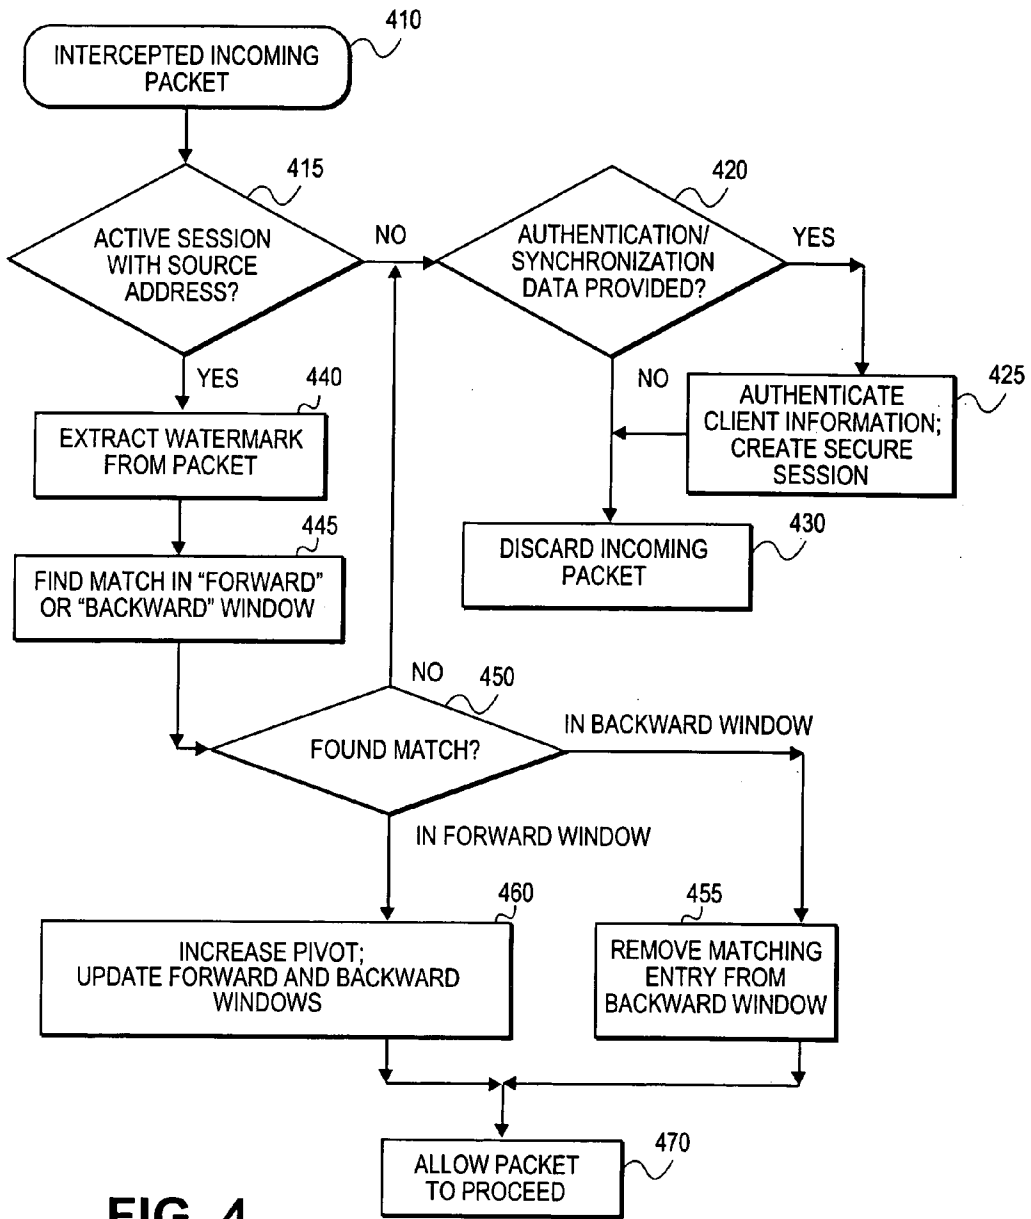 410
INTERCEPTED INCOMING
PACKET
415
ACTIVE SESSION
WITH SOURCE
ADDRESS?
NO
420
AUTHENTICATION/
SYNCHRONIZATION
DATA PROVIDED?
YES
YES
NO
425
AUTHENTICATE
CLIENT INFORMATION;
CREATE SECURE
SESSION
440
EXTRACT WATERMARK
FROM PACKET
430
DISCARD INCOMING
PACKET
445
FIND MATCH IN “FORWARD”
OR “BACKWARD” WINDOW
NO
450
FOUND MATCH?
IN BACKWARD WINDOW
IN FORWARD WINDOW
460
INCREASE PIVOT;
UPDATE FORWARD AND BACKWARD
WINDOWS
455
REMOVE MATCHING
ENTRY FROM
BACKWARD WINDOW
470
ALLOW PACKET
TO PROCEED
FIG. 4